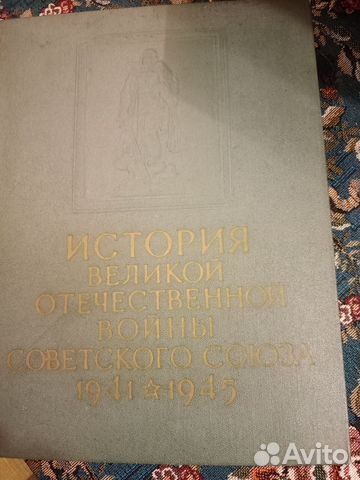 ИСТОРИЯ
ВЕЛИКОЙ
ОТЕЧЕСТВЕННОЙ
ВОЙНЫ
СОВЕТСКОГО СОЮЗА
1941 ☆ 1945
Avito